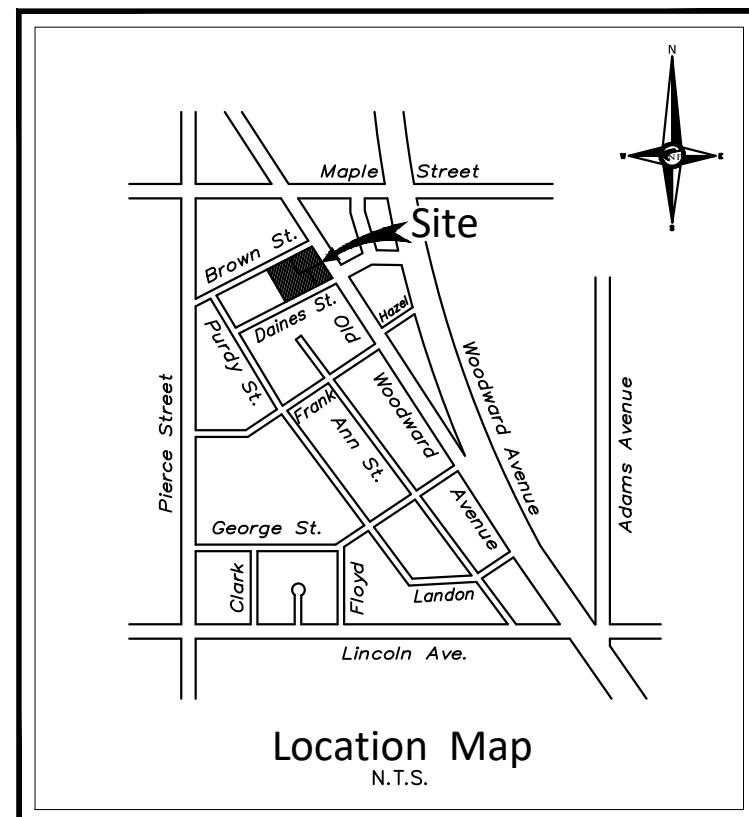 N
W
E
S
NF
Maple Street
Site
Brown St.
Daines St.
Hazel
Old Woodward Avenue
Purdy St.
Frank
Ann St.
Woodward Avenue
Pierce Street
Adams Avenue
George St.
Clark
Floyd
Landon
Lincoln Ave.
Location Map
N.T.S.